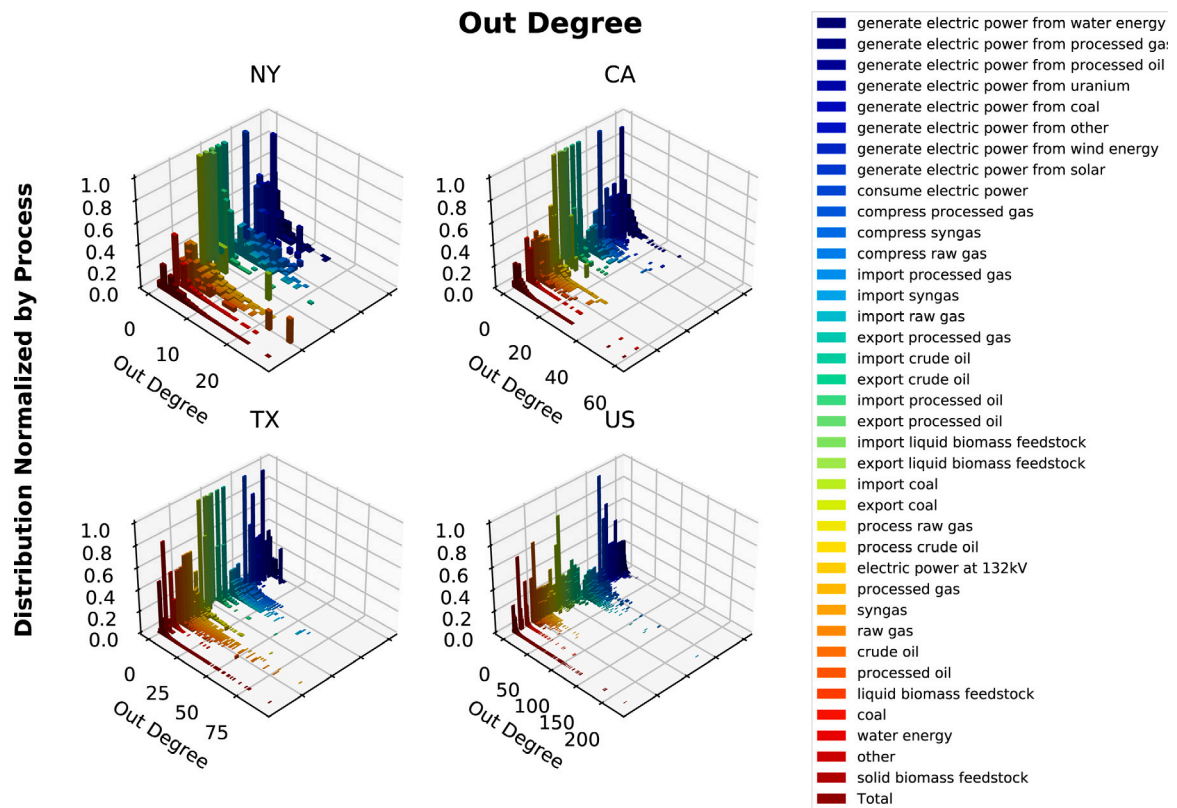 Out Degree
NY
CA
Distribution Normalized by Process
1.0
0.8
0.6
0.4
0.2
0.0
0
10
20
Out Degree
1.0
0.8
0.6
0.4
0.2
0.0
0
20
40
60
Out Degree
TX
US
1.0
0.8
0.6
0.4
0.2
0.0
0
25
50
75
Out Degree
1.0
0.8
0.6
0.4
0.2
0.0
0
50
100
150
200
Out Degree
generate electric power from water energy
generate electric power from processed gas
generate electric power from processed oil
generate electric power from uranium
generate electric power from coal
generate electric power from other
generate electric power from wind energy
generate electric power from solar
consume electric power
compress processed gas
compress syngas
compress raw gas
import processed gas
import syngas
import raw gas
export processed gas
import crude oil
export crude oil
import processed oil
export processed oil
import liquid biomass feedstock
export liquid biomass feedstock
import coal
export coal
process raw gas
process crude oil
electric power at 132kV
processed gas
syngas
raw gas
crude oil
processed oil
liquid biomass feedstock
coal
water energy
other
solid biomass feedstock
Total